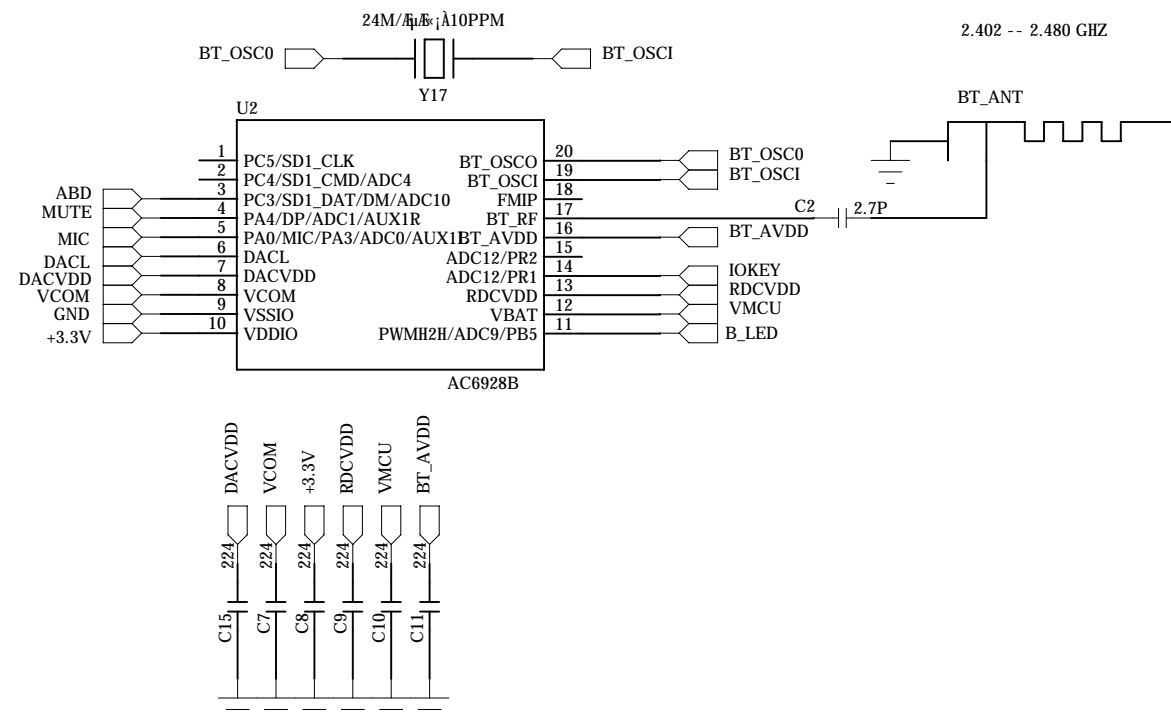 24M/ÆµÆ«¡À10PPM
2.402 -- 2.480 GHZ
BT_OSC0
BT_OSCI
Y17
BT_ANT
U2
1 PC5/SD1_CLK
2 PC4/SD1_CMD/ADC4
ABD 3 PC3/SD1_DAT/DM/ADC10
MUTE 4 PA4/DP/ADC1/AUX1R
MIC 5 PA0/MIC/PA3/ADC0/AUX1L
DACL 6 DACL
DACVDD 7 DACVDD
VCOM 8 VCOM
GND 9 VSSIO
+3.3V 10 VDDIO
BT_OSCO 20 BT_OSC0
BT_OSCI 19 BT_OSCI
FMIP 18
BT_RF 17
C2 2.7P
BT_AVDD 16 BT_AVDD
ADC12/PR2 15
ADC12/PR1 14 IOKEY
RDCVDD 13 RDCVDD
VBAT 12 VMCU
PWMH2H/ADC9/PB5 11 B_LED
AC6928B
DACVDD
VCOM
+3.3V
RDCVDD
VMCU
BT_AVDD
224
224
224
224
224
224
C15
C7
C8
C9
C10
C11